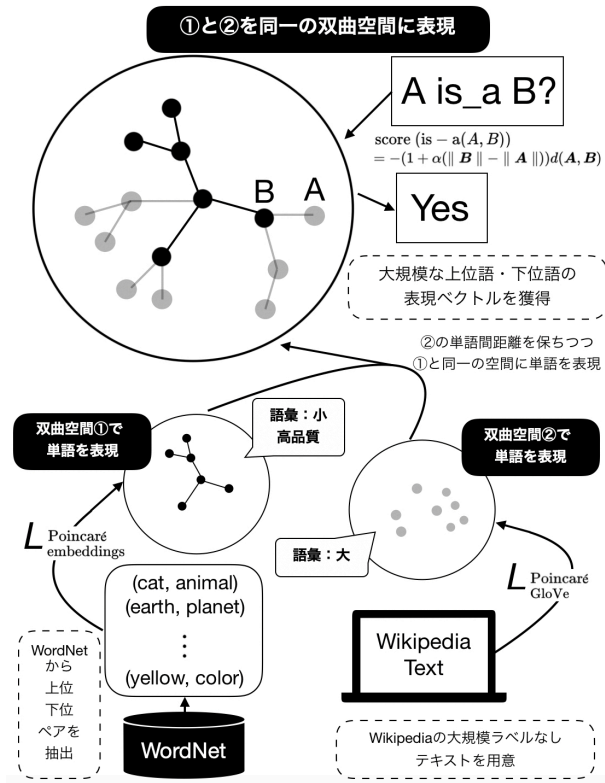 ①と②を同一の双曲空間に表現
A is_a B?
score (is − a(A, B))
= −(1 + α(∥ B ∥ − ∥ A ∥))d(A, B)
B
A
Yes
大規模な上位語・下位語の
表現ベクトルを獲得
②の単語間距離を保ちつつ
①と同一の空間に単語を表現
双曲空間①で
単語を表現
語彙：小
高品質
双曲空間②で
単語を表現
語彙：大
L Poincaré
embeddings
L Poincaré
GloVe
(cat, animal)
(earth, planet)
⋮
(yellow, color)
WordNet
から
上位
下位
ペアを
抽出
WordNet
Wikipedia
Text
Wikipediaの大規模ラベルなし
テキストを用意